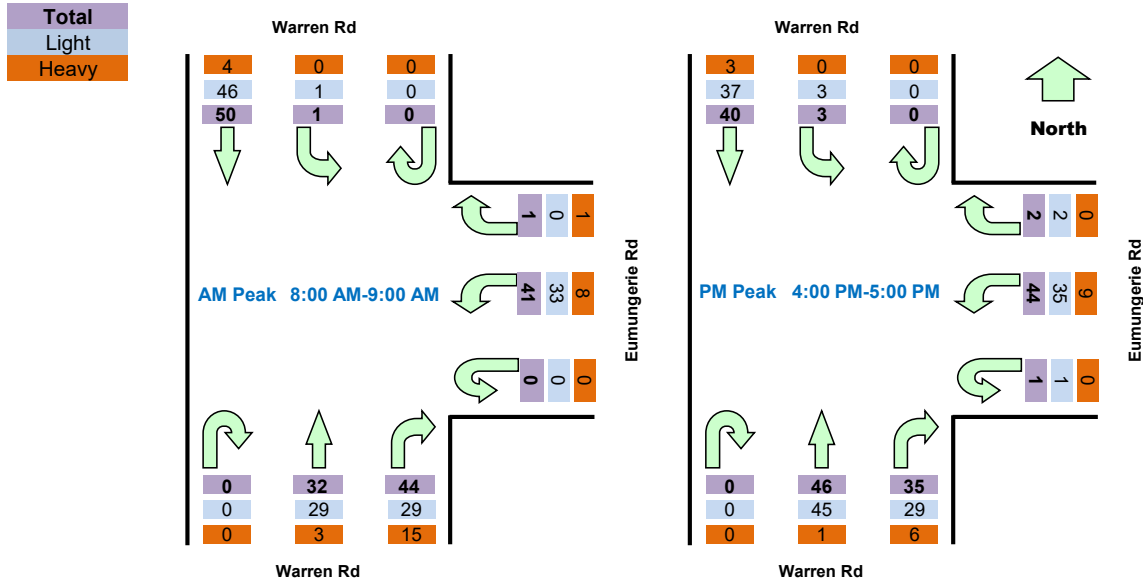 Total
Light
Heavy
Warren Rd
4 0 0
46 1 0
50 1 0
1 0 1
AM Peak 8:00 AM-9:00 AM
41 33 8
0 0 0
Eumungerie Rd
0 32 44
0 29 29
0 3 15
Warren Rd
Warren Rd
3 0 0
37 3 0
40 3 0
North
2 2 0
PM Peak 4:00 PM-5:00 PM
44 35 9
1 1 0
Eumungerie Rd
0 46 35
0 45 29
0 1 6
Warren Rd